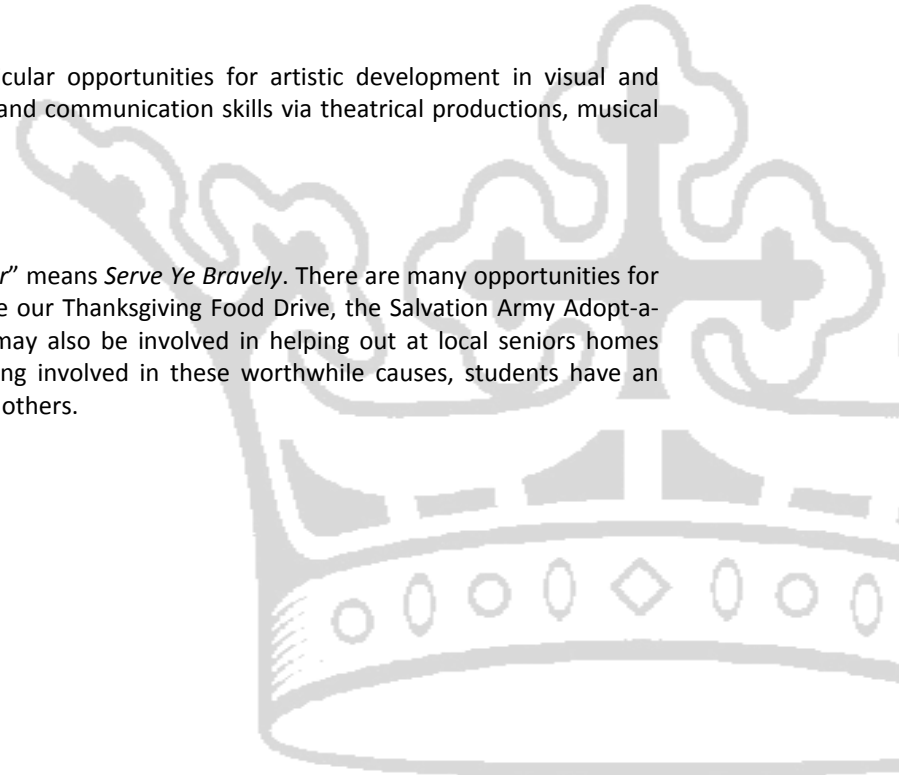 cular opportunities for artistic development in visual and
and communication skills via theatrical productions, musical
r” means Serve Ye Bravely. There are many opportunities for
e our Thanksgiving Food Drive, the Salvation Army Adopt-a-
may also be involved in helping out at local seniors homes
ng involved in these worthwhile causes, students have an
others.